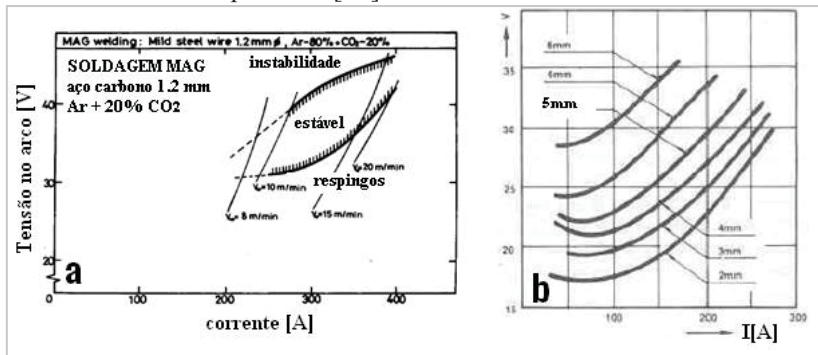 MAG welding: Mild steel wire 1.2mmφ, Ar-80%+CO₂-20%
SOLDAGEM MAG
aço carbono 1.2 mm
Ar + 20% CO2
instabilidade
estável
respingos
=10 m/min
=20 m/min
=8 m/min
=15 m/min
Tensão no arco [V]
40
30
20
0
0
100
200
300
400
corrente [A]
a
V
35
30
25
20
15
6mm
5mm
4mm
3mm
2mm
100
200
I[A]
b